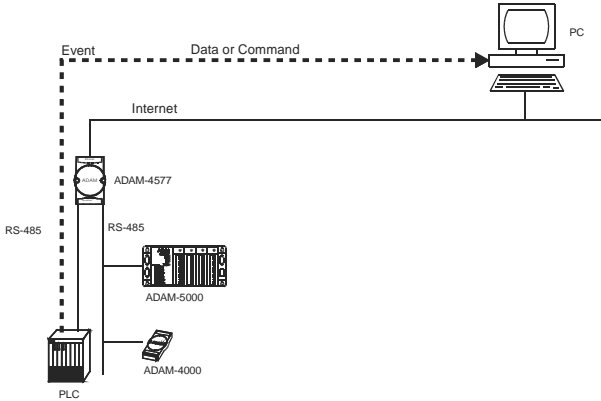 PC
Event
Data or Command
Internet
ADAM
ADAM-4577
RS-485
RS-485
ADAM-5000
ADAM-4000
PLC